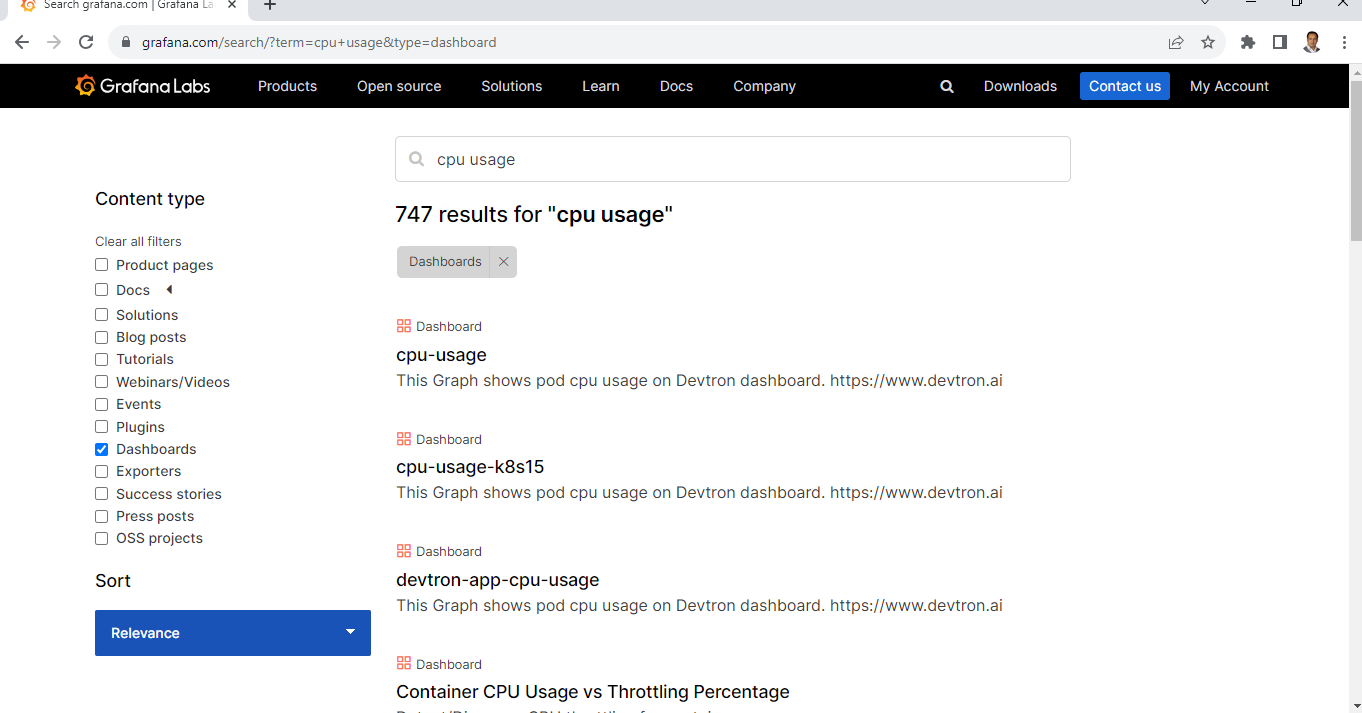 Search grafana.com | Grafana La
grafana.com/search/?term=cpu+usage&type=dashboard
Grafana Labs
Products
Open source
Solutions
Learn
Docs
Company
Downloads
Contact us
My Account
cpu usage
Content type
Clear all filters
Product pages
Docs
Solutions
Blog posts
Tutorials
Webinars/Videos
Events
Plugins
Dashboards
Exporters
Success stories
Press posts
OSS projects
Sort
Relevance
747 results for "cpu usage"
Dashboards
Dashboard
cpu-usage
This Graph shows pod cpu usage on Devtron dashboard. https://www.devtron.ai
Dashboard
cpu-usage-k8s15
This Graph shows pod cpu usage on Devtron dashboard. https://www.devtron.ai
Dashboard
devtron-app-cpu-usage
This Graph shows pod cpu usage on Devtron dashboard. https://www.devtron.ai
Dashboard
Container CPU Usage vs Throttling Percentage